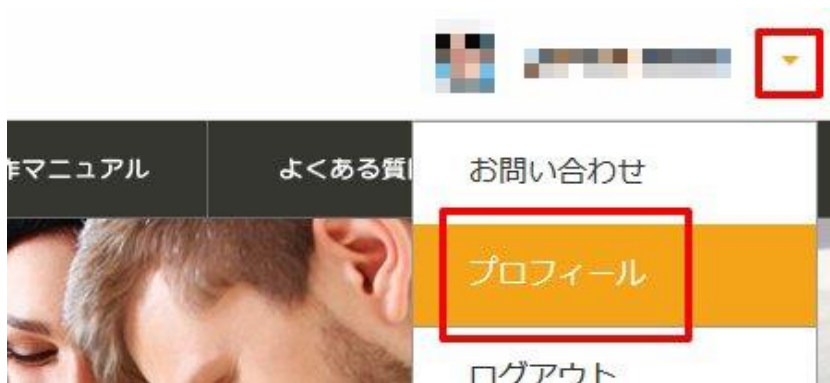 作マニュアル
よくある質
お問い合わせ
プロフィール
ログアウト